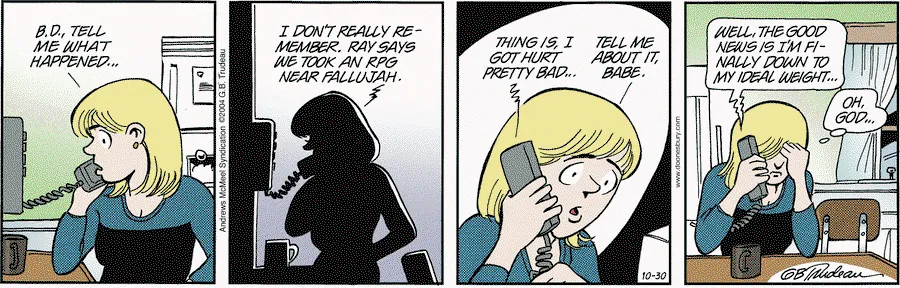 B.D., TELL
ME WHAT
HAPPENED...
Andrews McMeel Syndication ©2004 G.B. Trudeau
I DON'T REALLY RE-
MEMBER. RAY SAYS
WE TOOK AN RPG
NEAR FALLUJAH.
THING IS, I
GOT HURT
PRETTY BAD...
TELL ME
ABOUT IT,
BABE.
10-30
www.doonesbury.com
WELL, THE GOOD
NEWS IS I'M FI-
NALLY DOWN TO
MY IDEAL WEIGHT...
OH,
GOD...
GB Trudeau